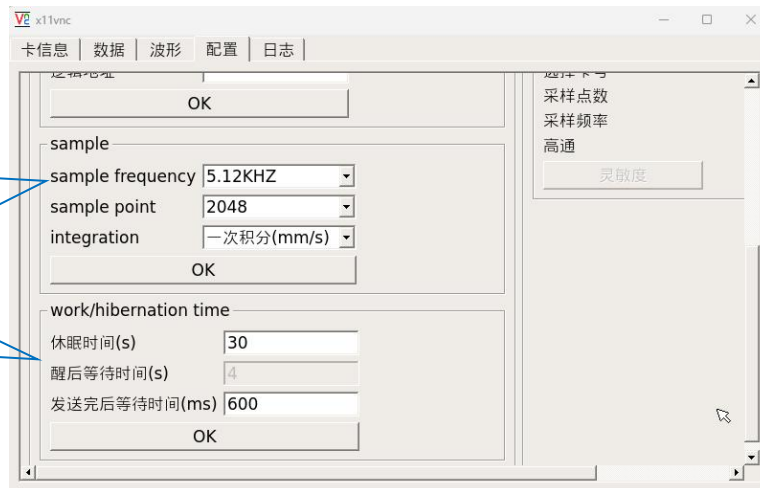 x11vnc
卡信息 数据 波形 配置 日志
OK
sample
sample frequency 5.12KHZ
sample point 2048
integration 一次积分(mm/s)
OK
work/hibernation time
休眠时间(s) 30
醒后等待时间(s) 4
发送完后等待时间(ms) 600
OK
采样点数
采样频率
高通
灵敏度